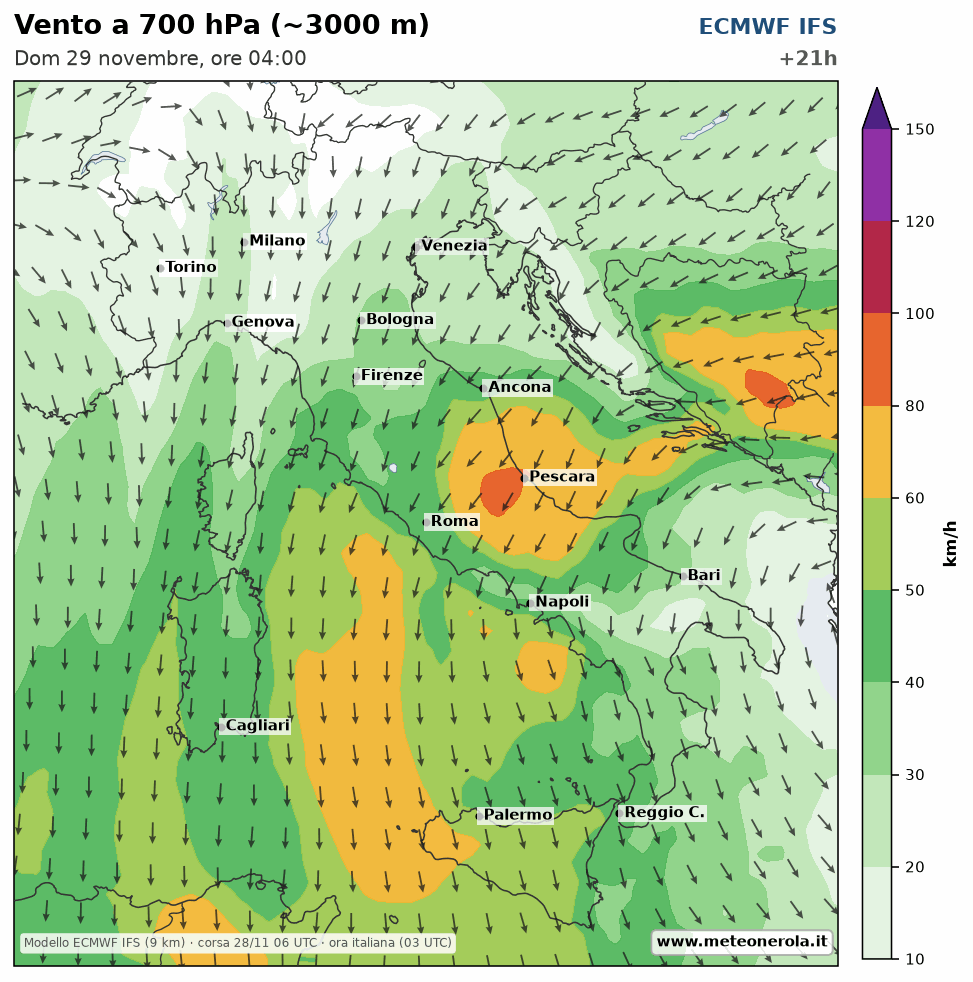 Vento a 700 hPa (~3000 m)
ECMWF IFS
Dom 29 novembre, ore 04:00
+21h
Milano
Venezia
Torino
Genova
Bologna
Firenze
Ancona
Pescara
Roma
Bari
Napoli
Cagliari
Palermo
Reggio C.
150
120
100
80
60
50
40
30
20
10
km/h
Modello ECMWF IFS (9 km) · corsa 28/11 06 UTC · ora italiana (03 UTC)
www.meteonerola.it